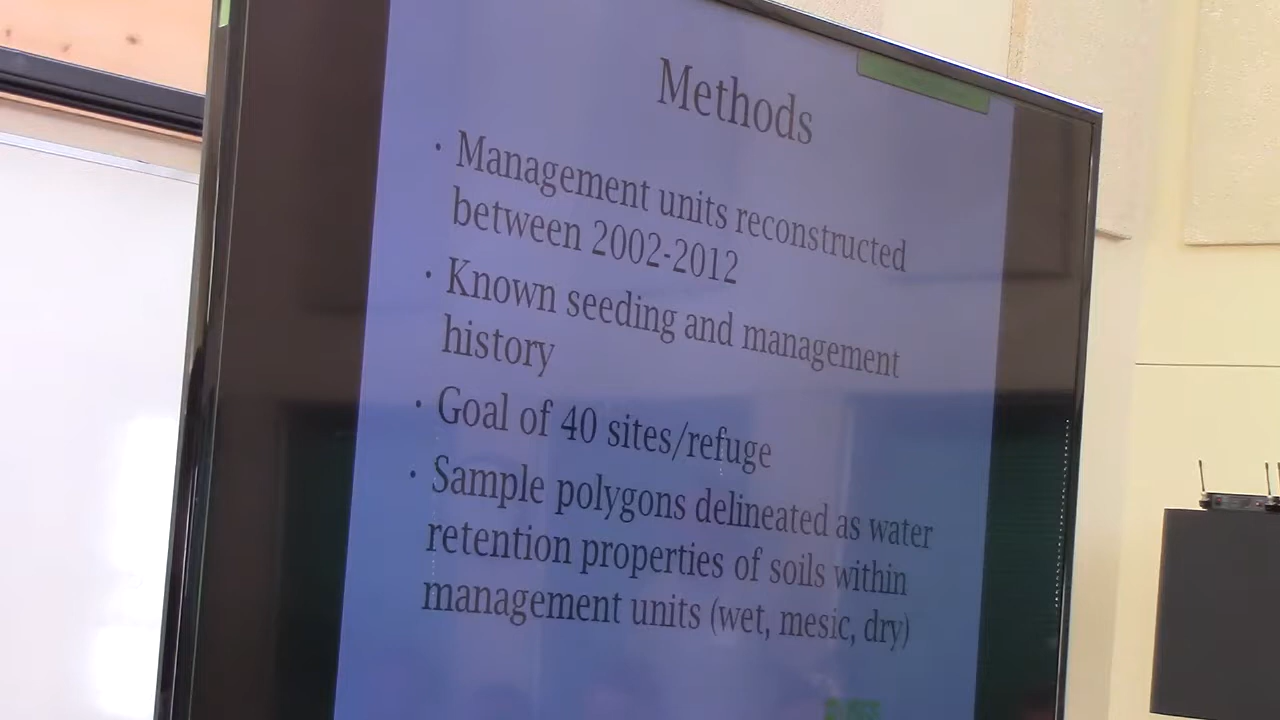 Methods
• Management units reconstructed
between 2002-2012
• Known seeding and management
history
• Goal of 40 sites/refuge
• Sample polygons delineated as water
retention properties of soils within
management units (wet, mesic, dry)